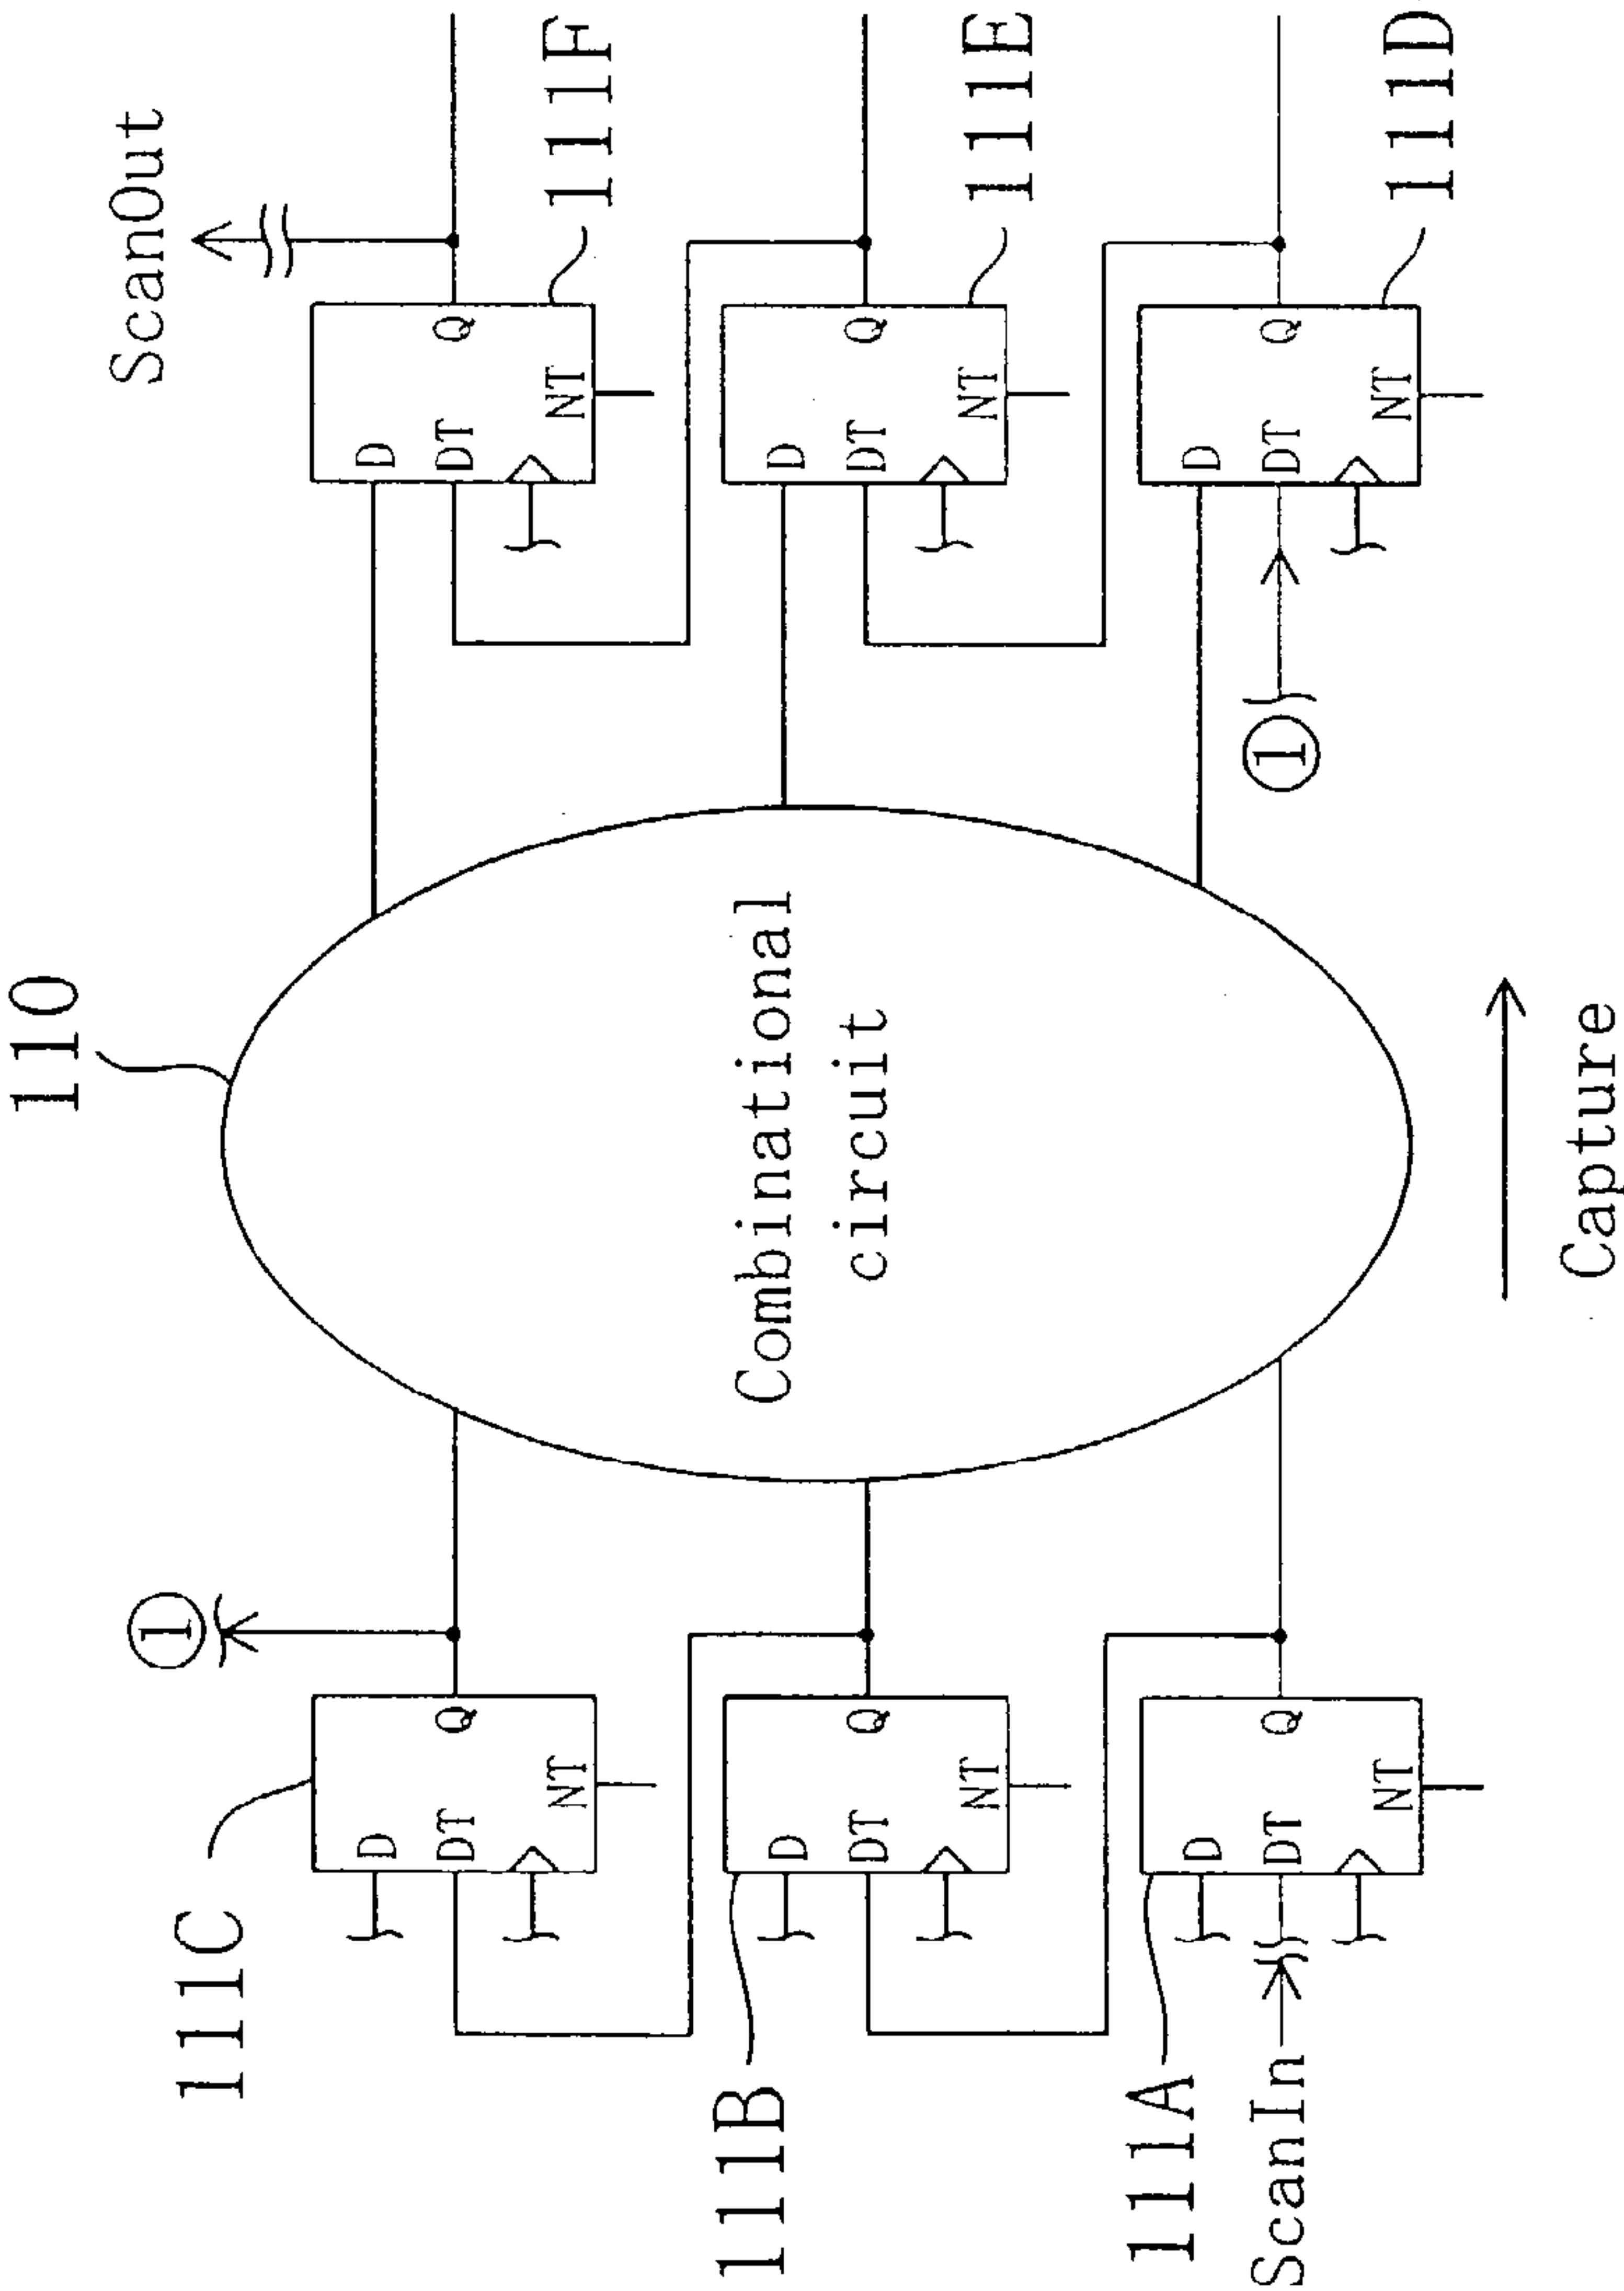 110
ScanOut
①
111C
D
D
DT Q
DT Q
NT
NT
111F
111B
Combinational
circuit
D
D
DT Q
DT Q
NT
NT
111E
111A
D
D
ScanIn
DT Q
①
DT Q
NT
NT
111D
Capture